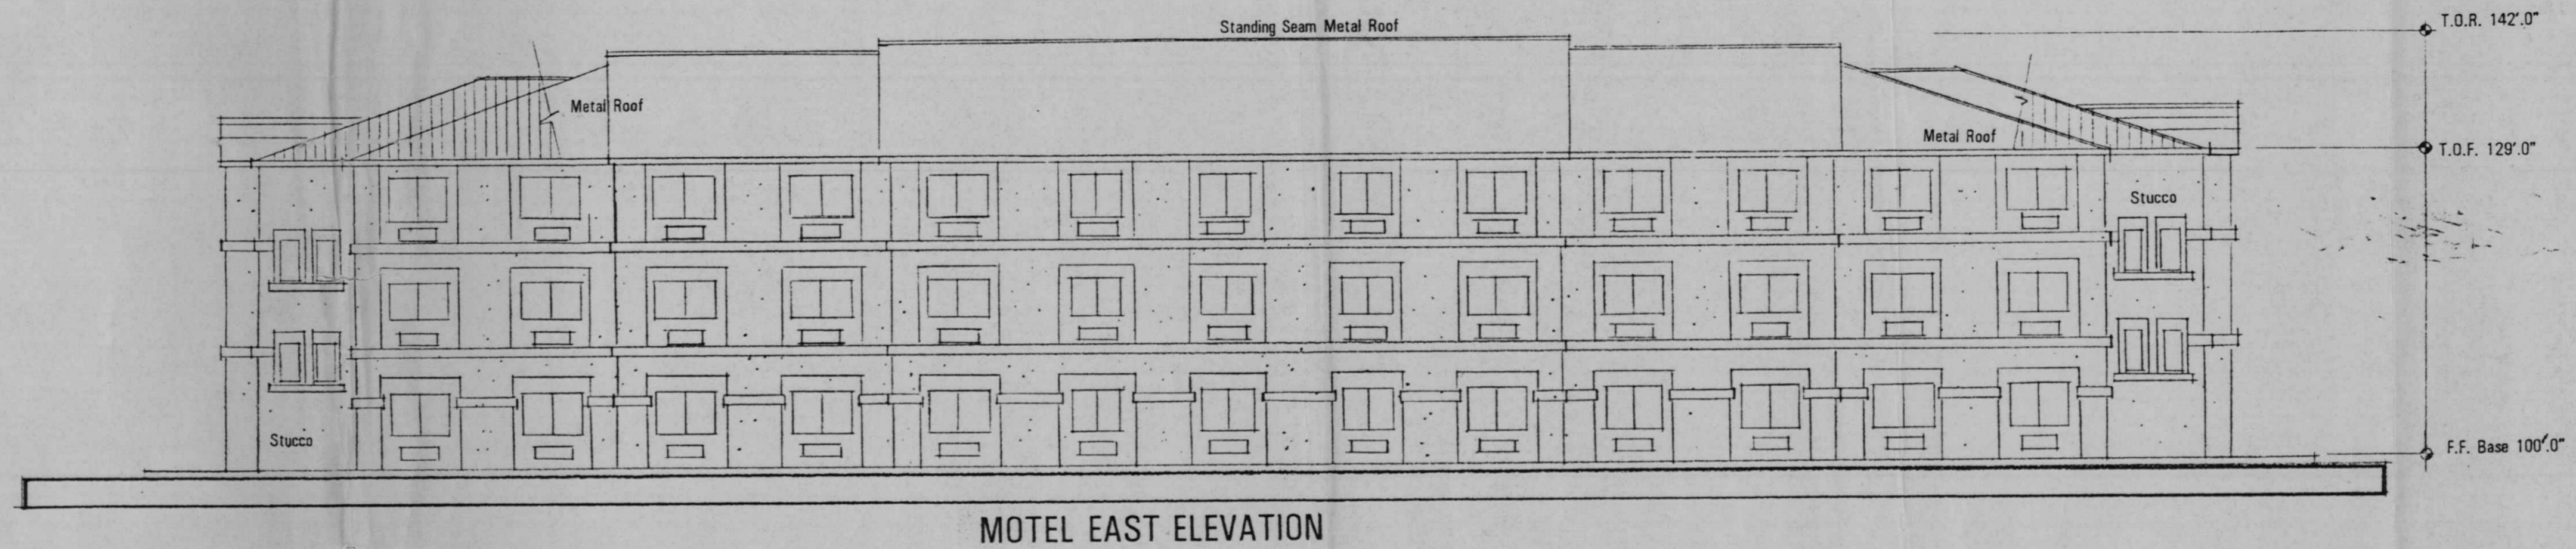 Standing Seam Metal Roof
T.O.R. 142'.0"
Metal Roof
Metal Roof
T.O.F. 129'.0"
Stucco
Stucco
F.F. Base 100'.0"
MOTEL EAST ELEVATION